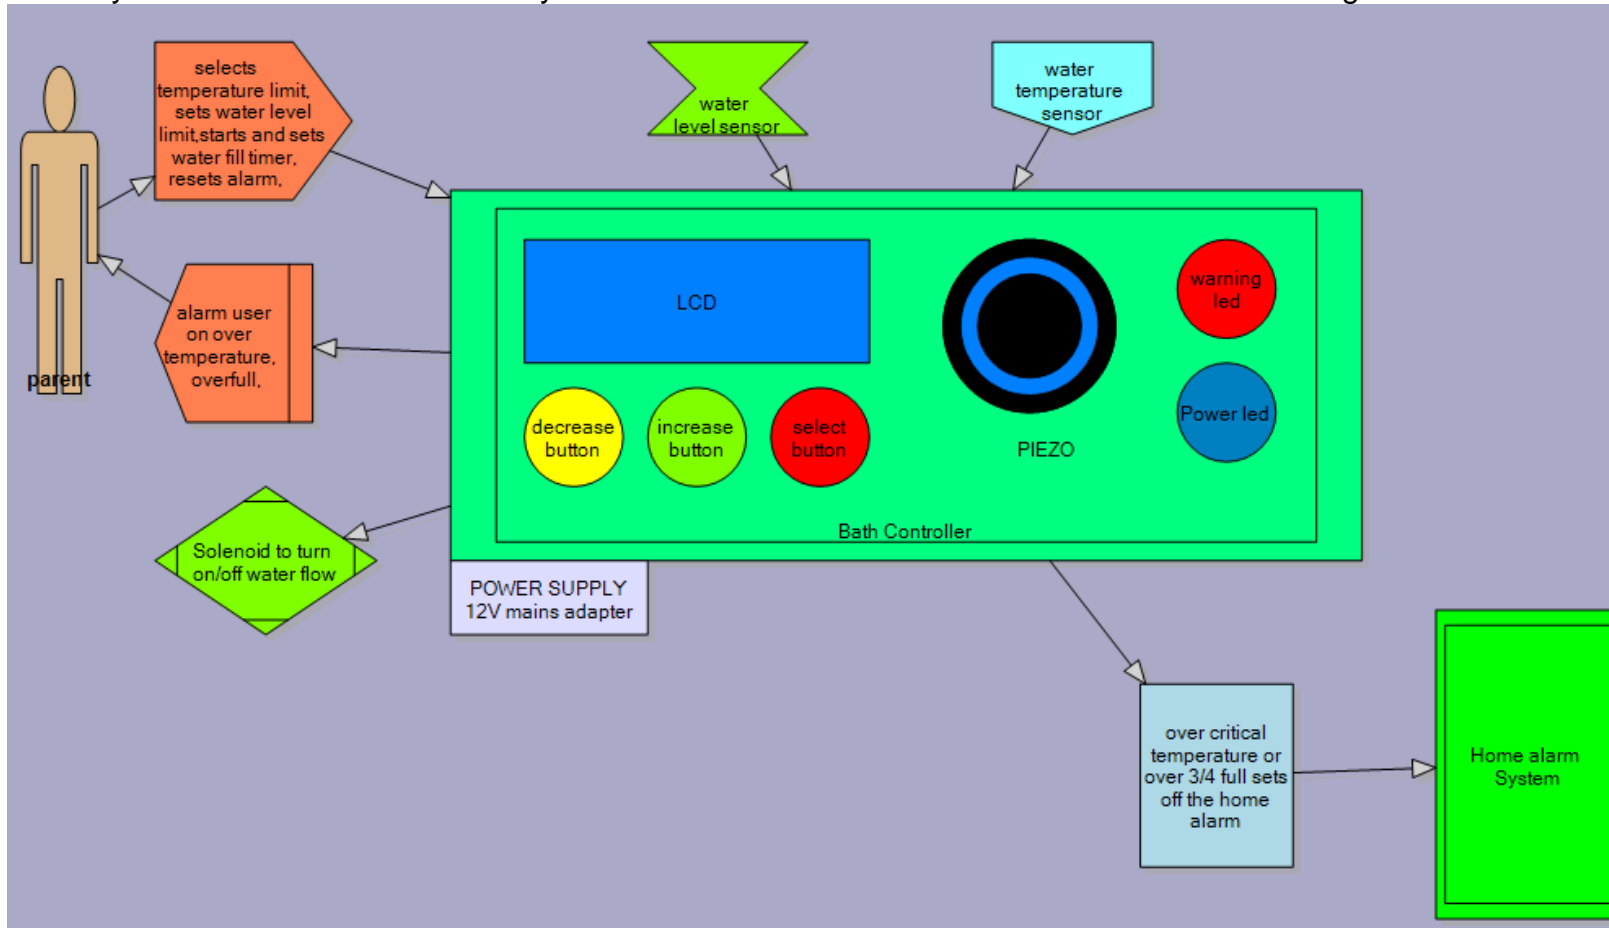 selects
temperature limit,
sets water level
limit,starts and sets
water fill timer,
resets alarm,
water
level sensor
water
temperature
sensor
parent
alarm user
on over
temperature,
overfull,
LCD
warning
led
Power led
decrease
button
increase
button
select
button
PIEZO
Bath Controller
Solenoid to turn
on/off water flow
POWER SUPPLY
12V mains adapter
over critical
temperature or
over 3/4 full sets
off the home
alarm
Home alarm
System